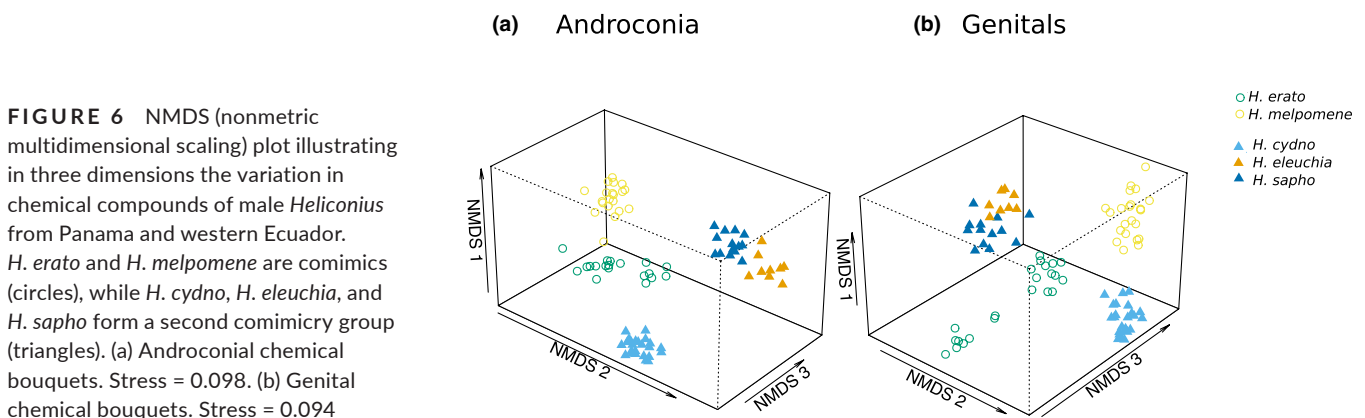 FIGURE 6 NMDS (nonmetric
multidimensional scaling) plot illustrating
in three dimensions the variation in
chemical compounds of male Heliconius
from Panama and western Ecuador.
H. erato and H. melpomene are comimics
(circles), while H. cydno, H. eleuchia, and
H. sapho form a second comimicry group
(triangles). (a) Androconial chemical
bouquets. Stress = 0.098. (b) Genital
chemical bouquets. Stress = 0.094
(a) Androconia
NMDS 1
NMDS 2
NMDS 3
(b) Genitals
NMDS 1
NMDS 2
NMDS 3
H. erato
H. melpomene
H. cydno
H. eleuchia
H. sapho